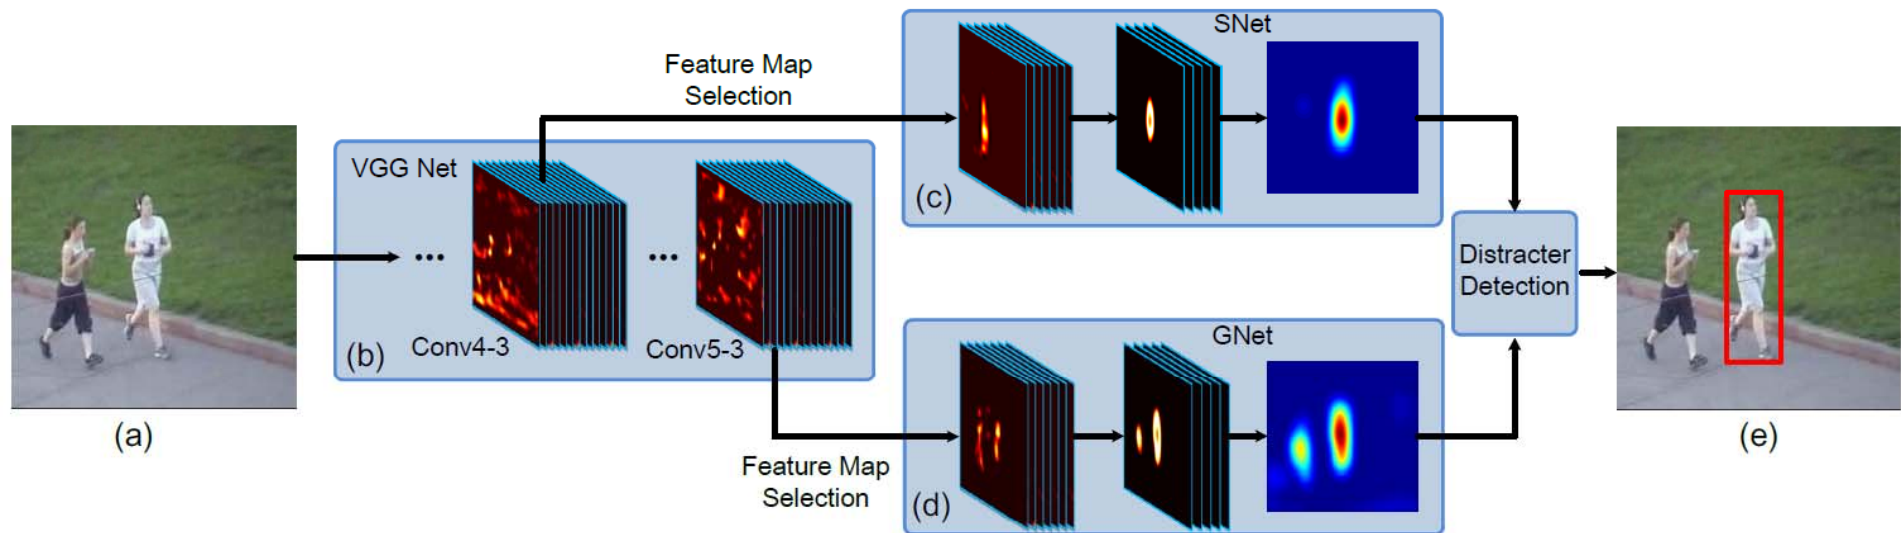 (a)
VGG Net
...
Conv4-3
...
Conv5-3
(b)
Feature Map
Selection
Feature Map
Selection
SNet
(c)
GNet
(d)
Distracter
Detection
(e)